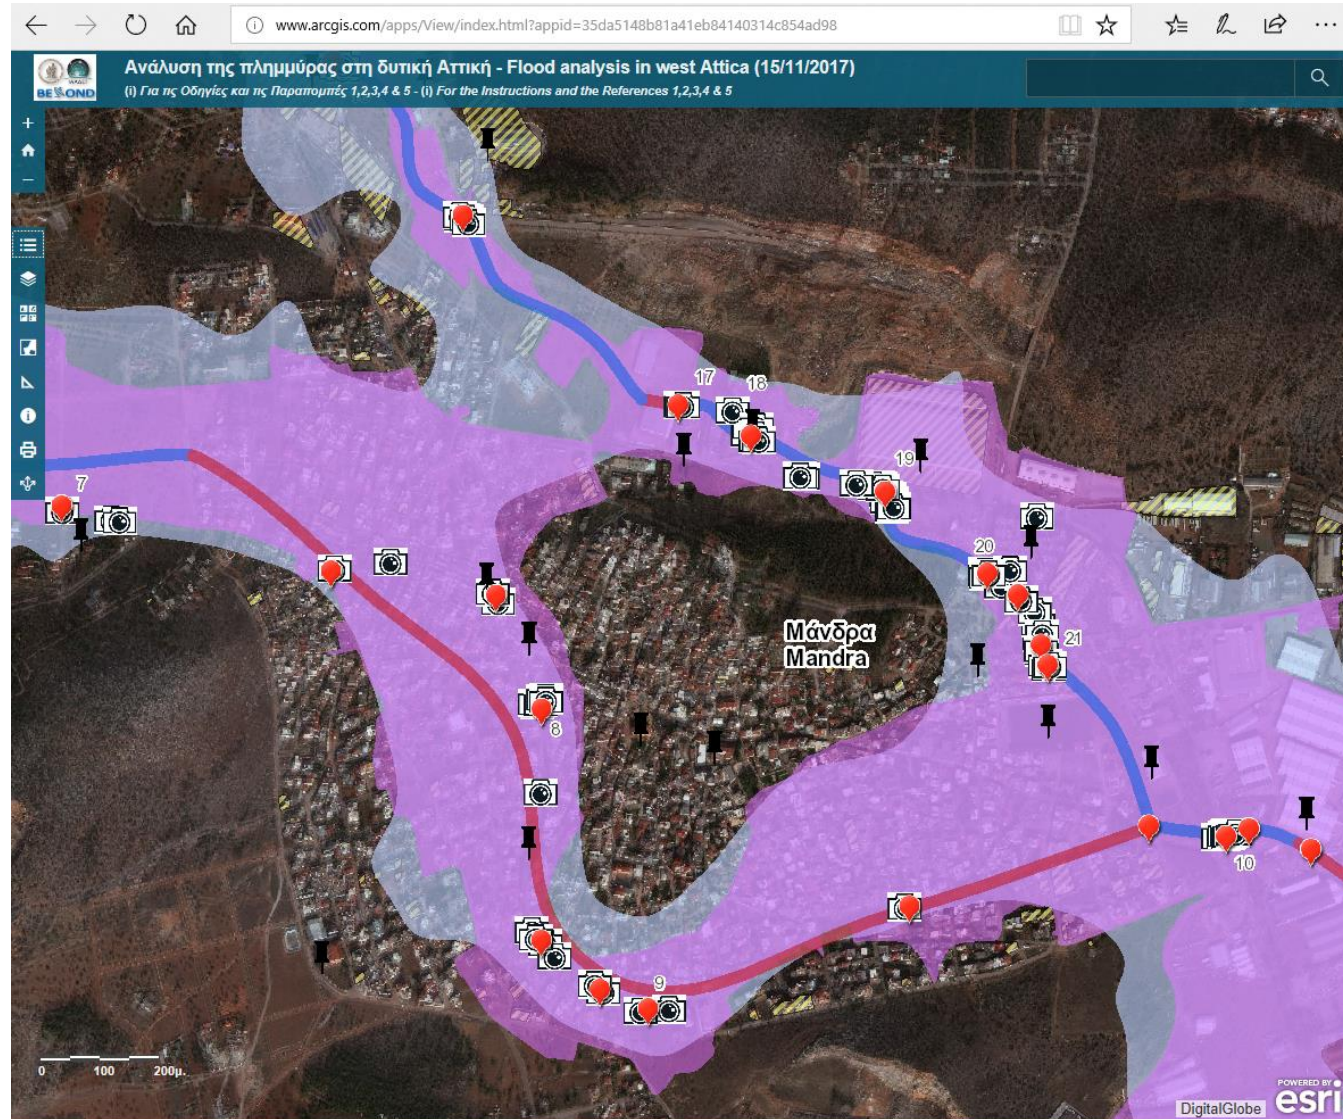 www.arcgis.com/apps/View/index.html?appid=35da5148b81a41eb84140314c854ad98
Ανάλυση της πλημμύρας στη δυτική Αττική - Flood analysis in west Attica (15/11/2017)
(i) Για τις Οδηγίες και τις Παραπομπές 1,2,3,4 & 5 - (i) For the Instructions and the References 1,2,3,4 & 5
BEYOND
17
18
19
7
20
Μάνδρα
Mandra
21
8
10
9
0 100 200μ.
POWERED BY
esri
DigitalGlobe